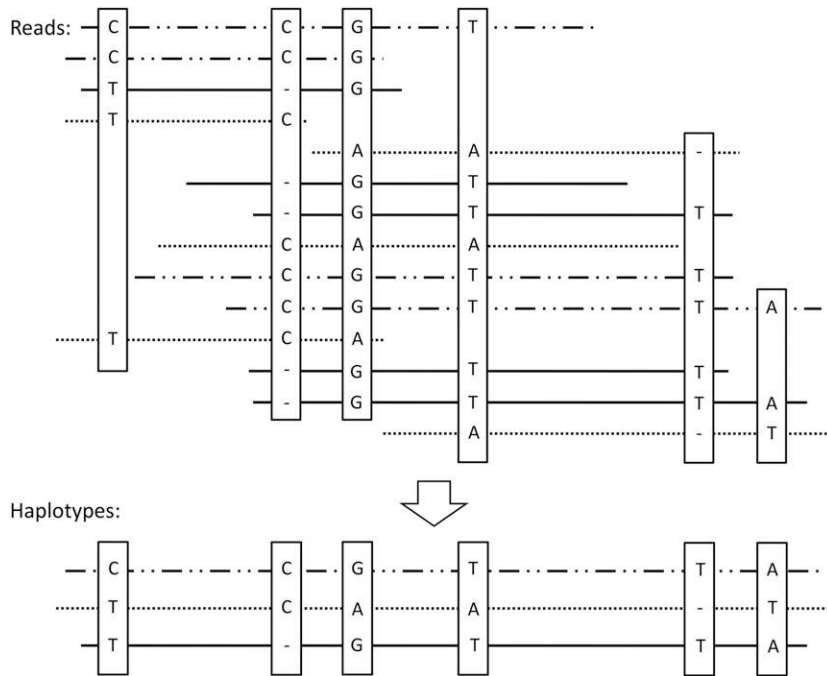 Reads: C C G T
C C G
T - G
T C
A A -
- G T
- G T T
C A A
C G T T
C G T T A
T C A
- G T T
- G T T A
A - T
Haplotypes:
C C G T T A
T C A A - T
T - G T T A